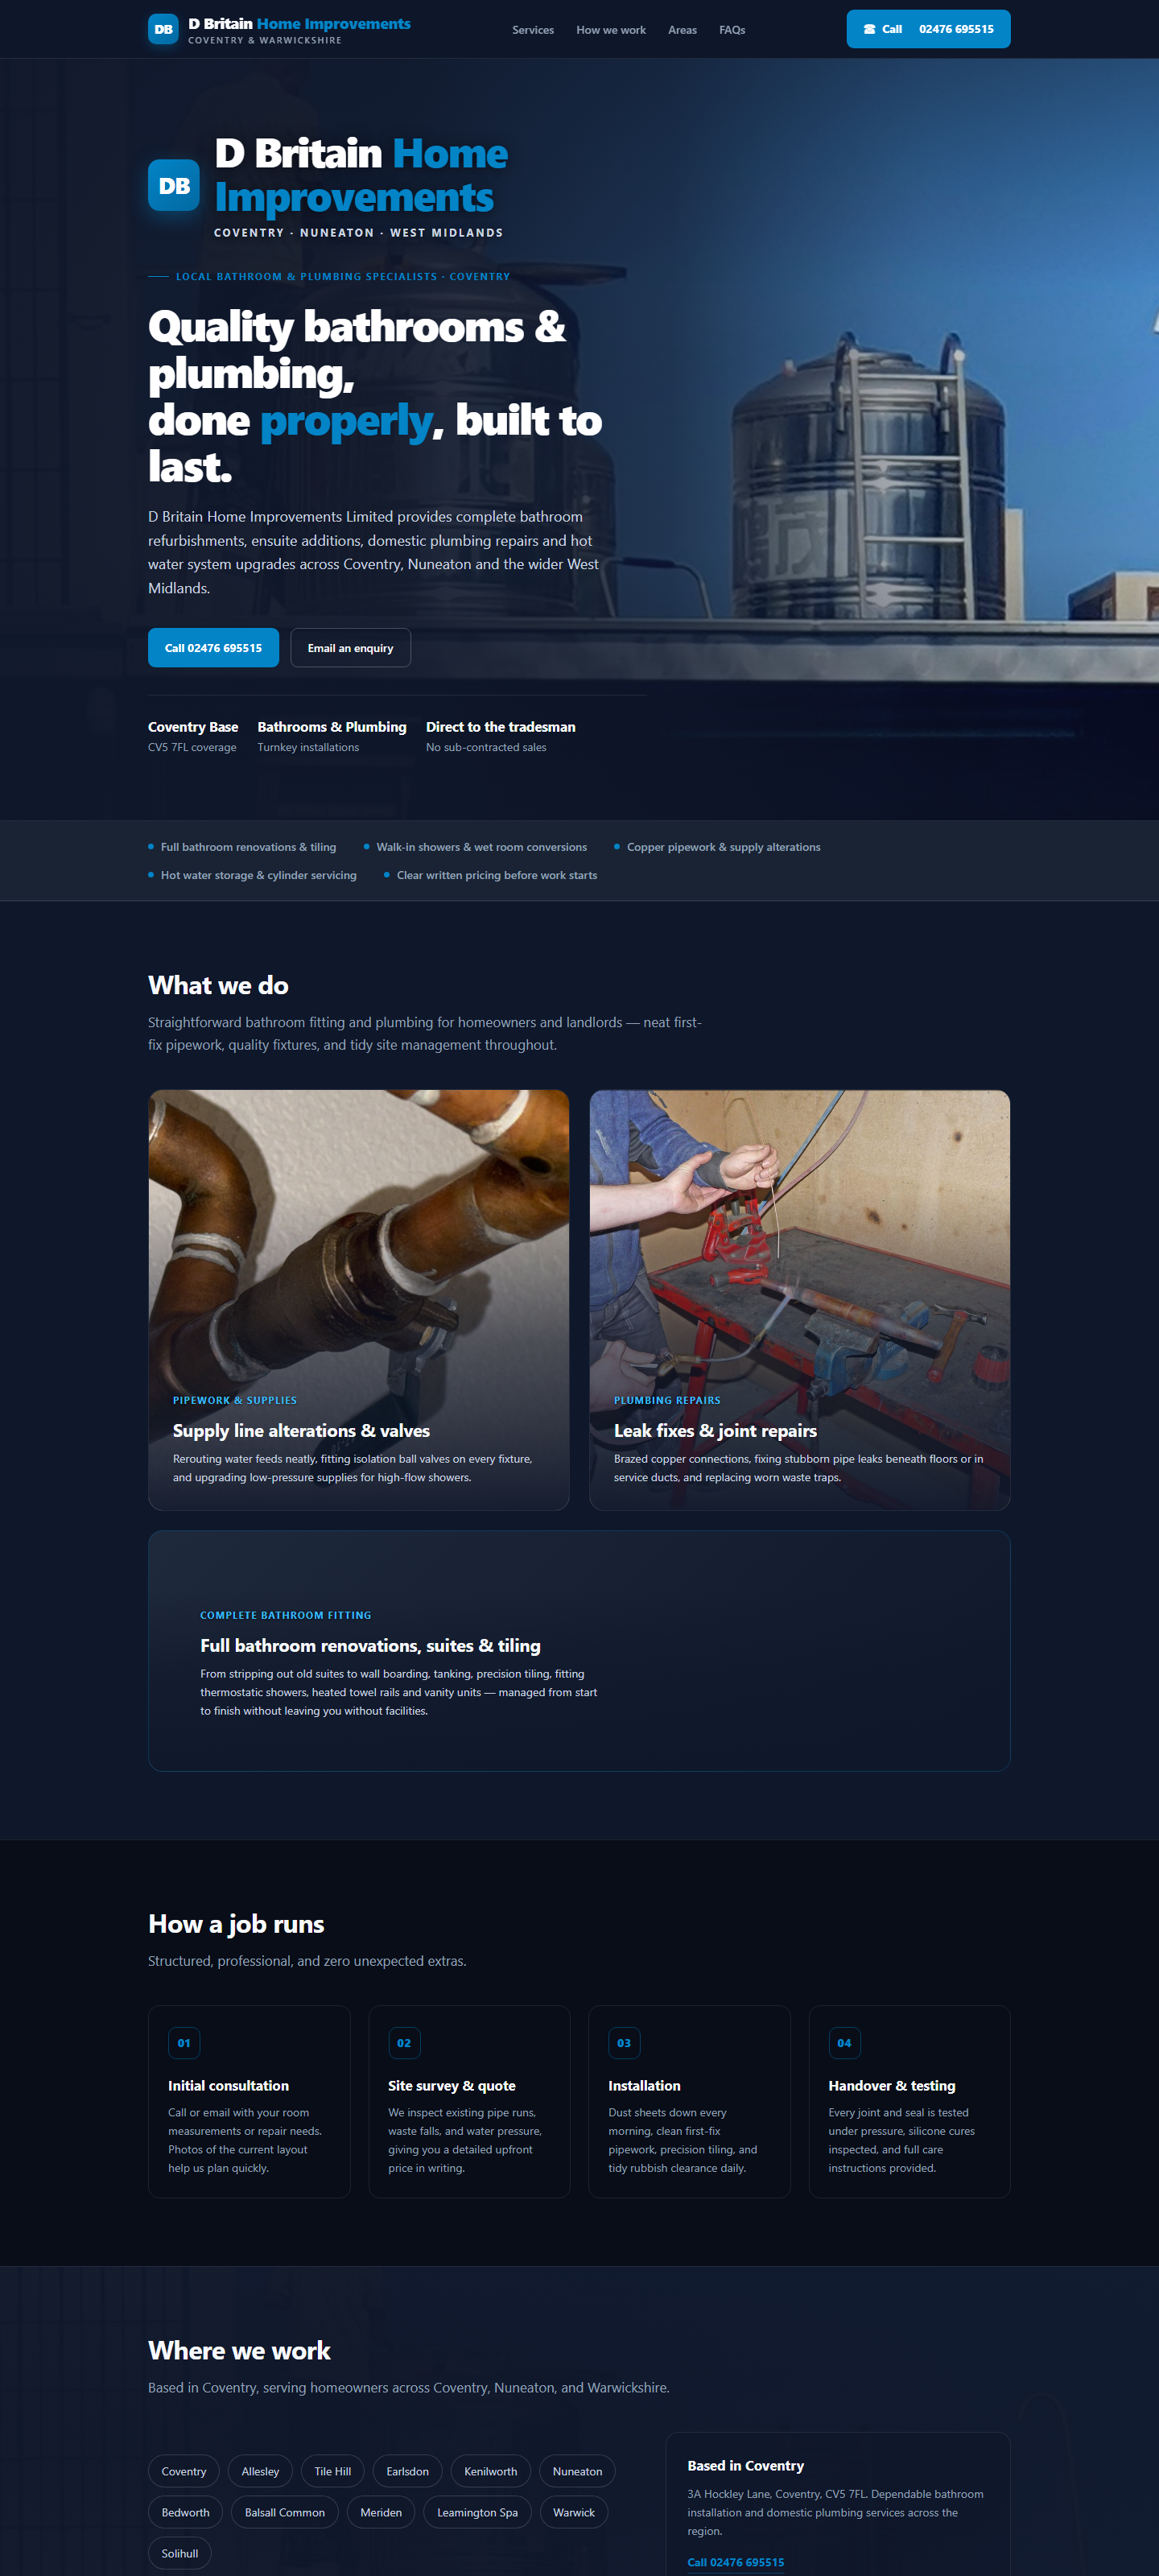 DB
D Britain Home Improvements
COVENTRY & WARWICKSHIRE
Services
How we work
Areas
FAQs
☎ Call 02476 695515
DB
D Britain Home
Improvements
COVENTRY · NUNEATON · WEST MIDLANDS
LOCAL BATHROOM & PLUMBING SPECIALISTS · COVENTRY
Quality bathrooms &
plumbing,
done properly, built to
last.
D Britain Home Improvements Limited provides complete bathroom
refurbishments, ensuite additions, domestic plumbing repairs and hot
water system upgrades across Coventry, Nuneaton and the wider West
Midlands.
Call 02476 695515
Email an enquiry
Coventry Base
CV5 7FL coverage
Bathrooms & Plumbing
Turnkey installations
Direct to the tradesman
No sub-contracted sales
Full bathroom renovations & tiling
Walk-in showers & wet room conversions
Copper pipework & supply alterations
Hot water storage & cylinder servicing
Clear written pricing before work starts
What we do
Straightforward bathroom fitting and plumbing for homeowners and landlords — neat first-
fix pipework, quality fixtures, and tidy site management throughout.
PIPEWORK & SUPPLIES
Supply line alterations & valves
Rerouting water feeds neatly, fitting isolation ball valves on every fixture,
and upgrading low-pressure supplies for high-flow showers.
PLUMBING REPAIRS
Leak fixes & joint repairs
Brazed copper connections, fixing stubborn pipe leaks beneath floors or in
service ducts, and replacing worn waste traps.
COMPLETE BATHROOM FITTING
Full bathroom renovations, suites & tiling
From stripping out old suites to wall boarding, tanking, precision tiling, fitting
thermostatic showers, heated towel rails and vanity units — managed from start
to finish without leaving you without facilities.
How a job runs
Structured, professional, and zero unexpected extras.
01
Initial consultation
Call or email with your room
measurements or repair needs.
Photos of the current layout
help us plan quickly.
02
Site survey & quote
We inspect existing pipe runs,
waste falls, and water pressure,
giving you a detailed upfront
price in writing.
03
Installation
Dust sheets down every
morning, clean first-fix
pipework, precision tiling, and
tidy rubbish clearance daily.
04
Handover & testing
Every joint and seal is tested
under pressure, silicone cures
inspected, and full care
instructions provided.
Where we work
Based in Coventry, serving homeowners across Coventry, Nuneaton, and Warwickshire.
Coventry
Allesley
Tile Hill
Earlsdon
Kenilworth
Nuneaton
Bedworth
Balsall Common
Meriden
Leamington Spa
Warwick
Solihull
Based in Coventry
3A Hockley Lane, Coventry, CV5 7FL. Dependable bathroom
installation and domestic plumbing services across the
region.
Call 02476 695515